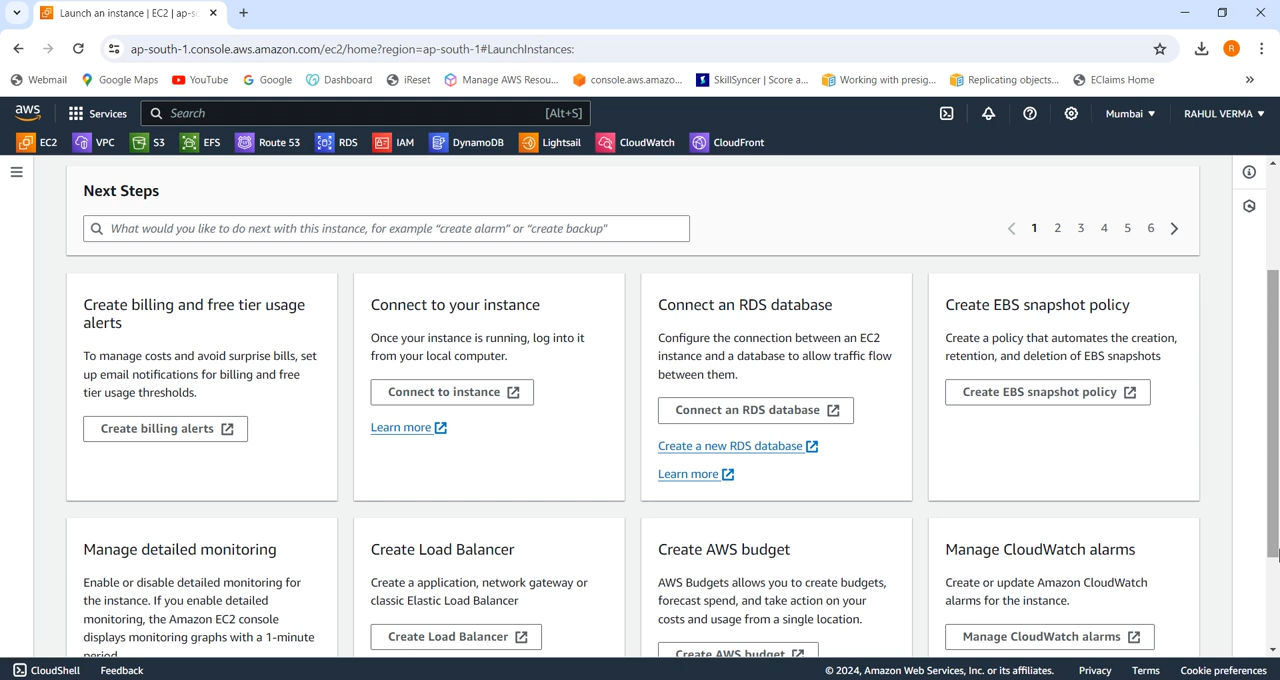 Launch an instance | EC2 | ap-s
ap-south-1.console.aws.amazon.com/ec2/home?region=ap-south-1#LaunchInstances:
R
Webmail Google Maps YouTube Google Dashboard iReset Manage AWS Resou... console.aws.amazo... SkillSyncer | Score a... Working with presig... Replicating objects... EClaims Home »
aws Services Search [Alt+S] Mumbai RAHUL VERMA
EC2 VPC S3 EFS Route 53 RDS IAM DynamoDB Lightsail CloudWatch CloudFront
Next Steps
What would you like to do next with this instance, for example “create alarm” or “create backup”
1 2 3 4 5 6
Create billing and free tier usage
alerts
To manage costs and avoid surprise bills, set
up email notifications for billing and free
tier usage thresholds.
Create billing alerts
Connect to your instance
Once your instance is running, log into it
from your local computer.
Connect to instance
Learn more
Connect an RDS database
Configure the connection between an EC2
instance and a database to allow traffic flow
between them.
Connect an RDS database
Create a new RDS database
Learn more
Create EBS snapshot policy
Create a policy that automates the creation,
retention, and deletion of EBS snapshots
Create EBS snapshot policy
Manage detailed monitoring
Enable or disable detailed monitoring for
the instance. If you enable detailed
monitoring, the Amazon EC2 console
displays monitoring graphs with a 1-minute
period.
Create Load Balancer
Create a application, network gateway or
classic Elastic Load Balancer
Create Load Balancer
Create AWS budget
AWS Budgets allows you to create budgets,
forecast spend, and take action on your
costs and usage from a single location.
Create AWS budget
Manage CloudWatch alarms
Create or update Amazon CloudWatch
alarms for the instance.
Manage CloudWatch alarms
CloudShell Feedback © 2024, Amazon Web Services, Inc. or its affiliates. Privacy Terms Cookie preferences